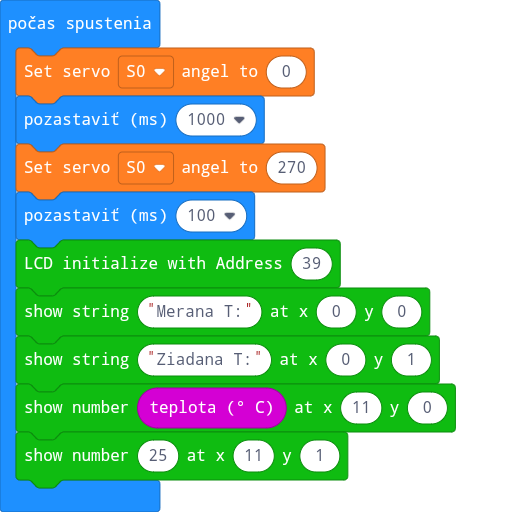 počas spustenia
Set servo S0 angel to 0
pozastaviť (ms) 1000
Set servo S0 angel to 270
pozastaviť (ms) 100
LCD initialize with Address 39
show string "Merana T:" at x 0 y 0
show string "Ziadana T:" at x 0 y 1
show number teplota (° C) at x 11 y 0
show number 25 at x 11 y 1